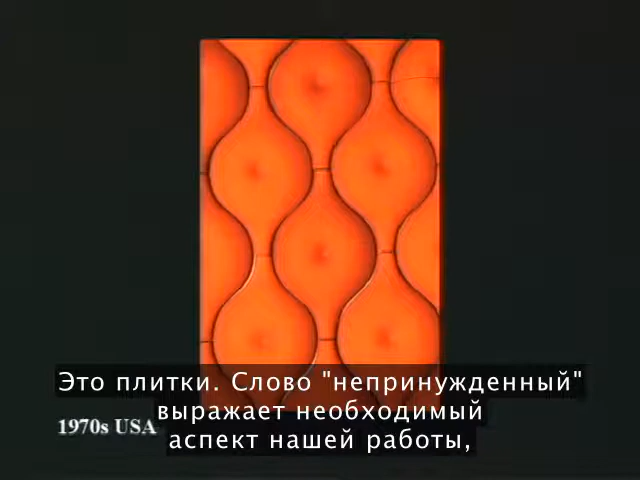 Это плитки. Слово "непринужденный"
выражает необходимый
аспект нашей работы,
1970s USA